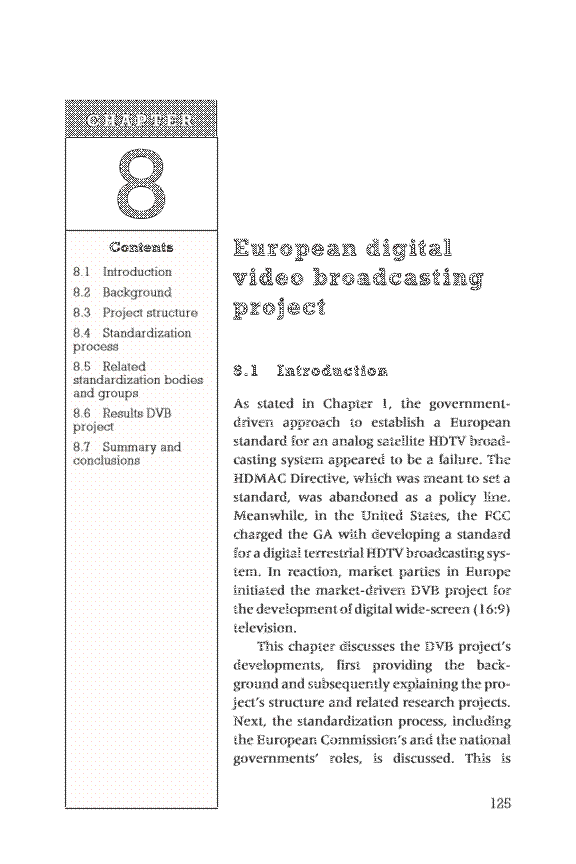 CHAPTER
8
Contents
8.1 Introduction
8.2 Background
8.3 Project structure
8.4 Standardization
process
8.5 Related
standardization bodies
and groups
8.6 Results DVB
project
8.7 Summary and
conclusions
European digital
video broadcasting
project
8.1 Introduction
As stated in Chapter 1, the government-
driven approach to establish a European
standard for an analog satellite HDTV broad-
casting system appeared to be a failure. The
HDMAC Directive, which was meant to set a
standard, was abandoned as a policy line.
Meanwhile, in the United States, the FCC
charged the GA with developing a standard
for a digital terrestrial HDTV broadcasting sys-
tem. In reaction, market parties in Europe
initiated the market-driven DVB project for
the development of digital wide-screen (16:9)
television.
This chapter discusses the DVB project's
developments, first providing the back-
ground and subsequently explaining the pro-
ject's structure and related research projects.
Next, the standardization process, including
the European Commission's and the national
governments' roles, is discussed. This is
125